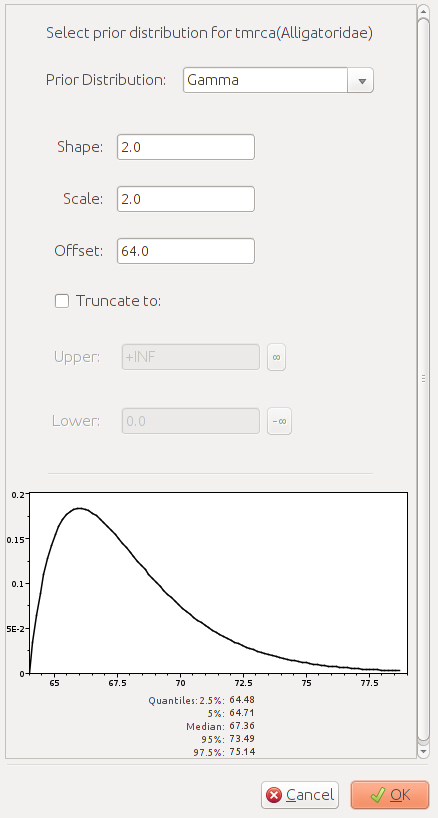 Select prior distribution for tmrca(Alligatoridae)
Prior Distribution: Gamma
Shape: 2.0
Scale: 2.0
Offset: 64.0
Truncate to:
Upper: +INF ∞
Lower: 0.0 -∞
0.2
0.15
0.1
5E-2
0
65 67.5 70 72.5 75 77.5
Quantiles: 2.5%: 64.48
5%: 64.71
Median: 67.36
95%: 73.49
97.5%: 75.14
Cancel OK